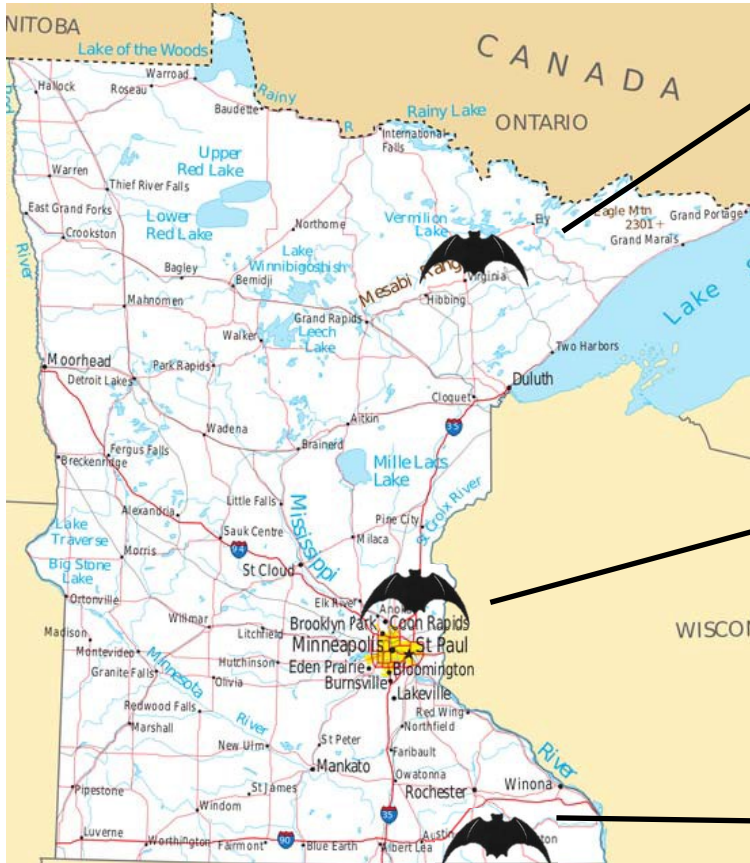 NITOBA
Lake of the Woods
CANADA
ONTARIO
Hallock
Roseau
Warroad
Baudette
Rainy
R
Rainy Lake
International
Falls
Red
Warren
Thief River Falls
Upper
Red Lake
Lower
Red Lake
East Grand Forks
Crookston
River
Northome
Vermilion
Lake
Ely
Eagle Mtn
2301 +
Grand Portage
Grand Marais
Bagley
Bemidji
Lake
Winnibigoshish
Mesabi Rang
Virginia
Hibbing
Mahnomen
Grand Rapids
Leech
Lake
Walker
Lake S
Two Harbors
Moorhead
Detroit Lakes
Park Rapids
Duluth
Cloquet
Wadena
Aitkin
35
Brainerd
Fergus Falls
Breckenridge
Mille Lacs
Lake
St Croix River
Little Falls
Mississippi
Alexandria
Pine City
Lake
Traverse
Morris
Sauk Centre
94
Milaca
St Cloud
Big Stone
Lake
Ortonville
Elk River
Anoka
Brooklyn Park
Coon Rapids
Willmar
Litchfield
Madison
Montevideo
Minneapolis
St Paul
WISCON
Granite Falls
Minnesota
Hutchinson
Eden Prairie
Bloomington
Olivia
Burnsville
Lakeville
Redwood Falls
River
Red Wing
Northfield
Marshall
New Ulm
St Peter
Faribault
River
Mankato
Owatonna
Rochester
Winona
Pipestone
St James
Windom
35
Luverne
Worthington
Fairmont
90
Blue Earth
Albert Lea
Austin
ton